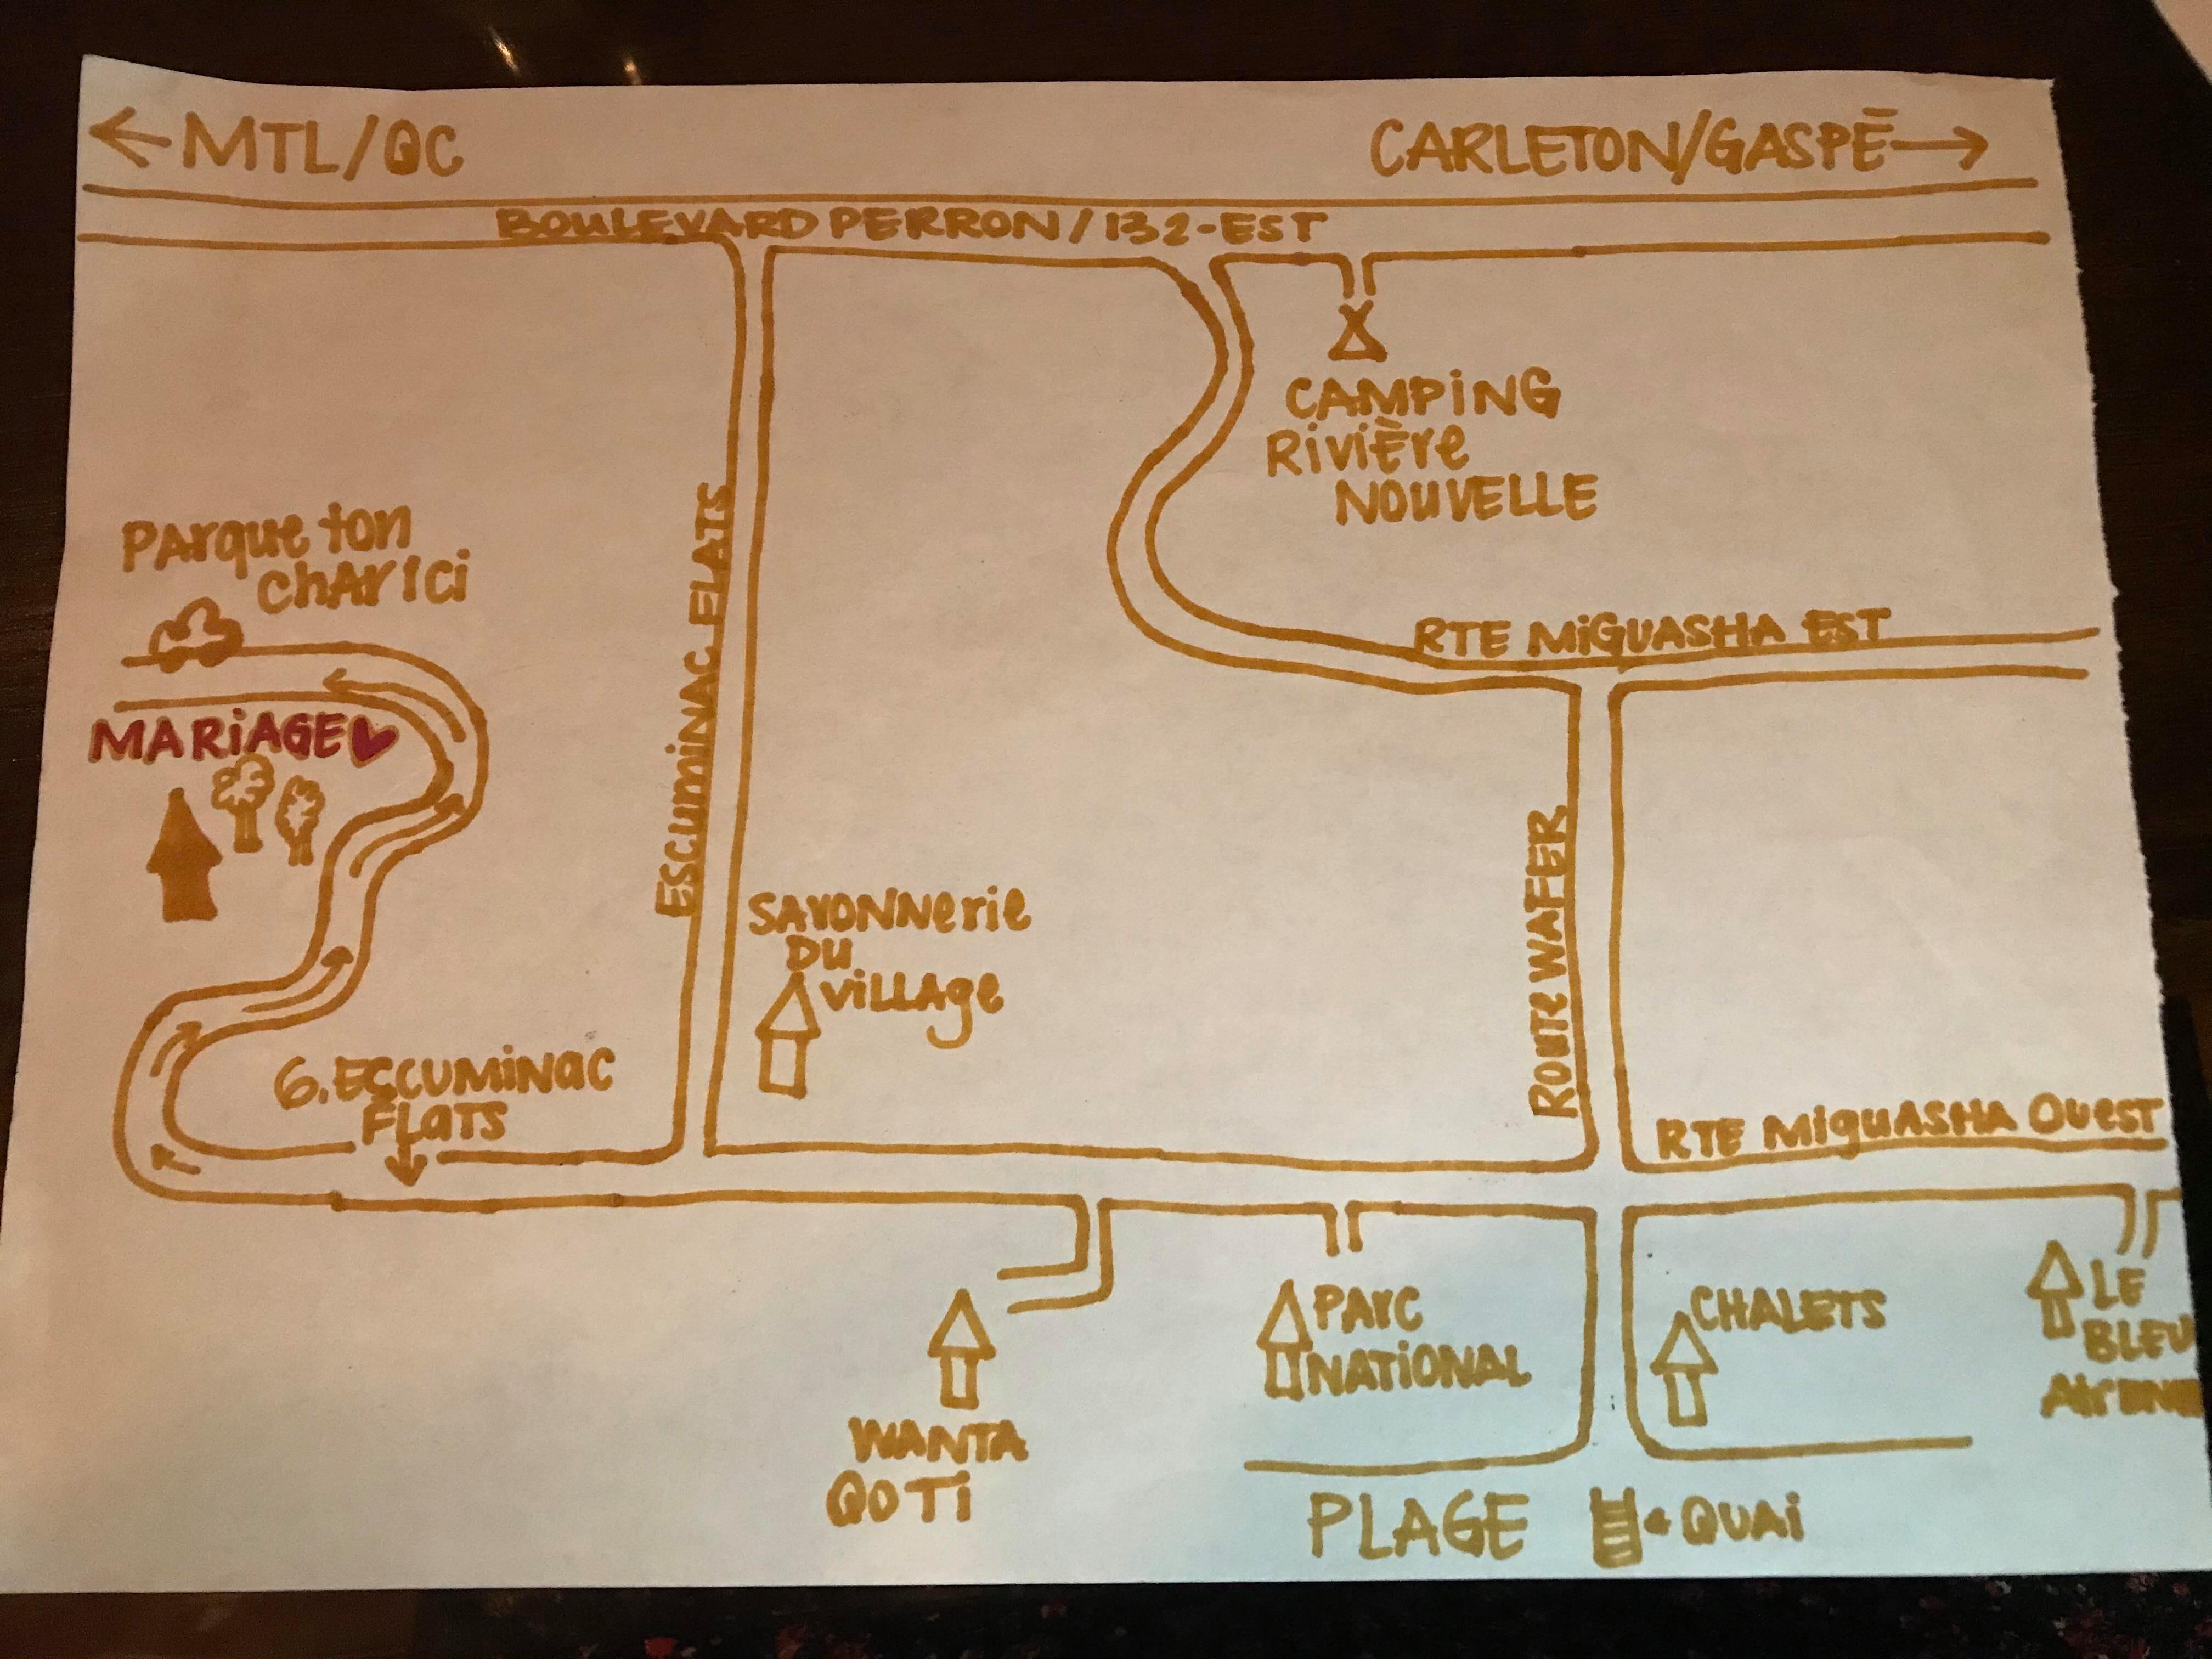 ← MTL/QC
CARLETON/GASPÉ →
BOULEVARD PERRON / 132-EST
CAMPiNG
RiViÈre
NOUVELLE
PArque ton
chAr ici
MARiAGE
ESCUMiNAC FLATS
RTE MiGUASHA EST
SAVONNerie
DU
ViLLAge
ROUTE WAFER
6. ESCUMiNAC
FLATS
RTE MiguASHA OuEST
WANTA
QOTi
PArC
NATiONAL
CHALETS
LE
BLEU
PLAGE
QUAi